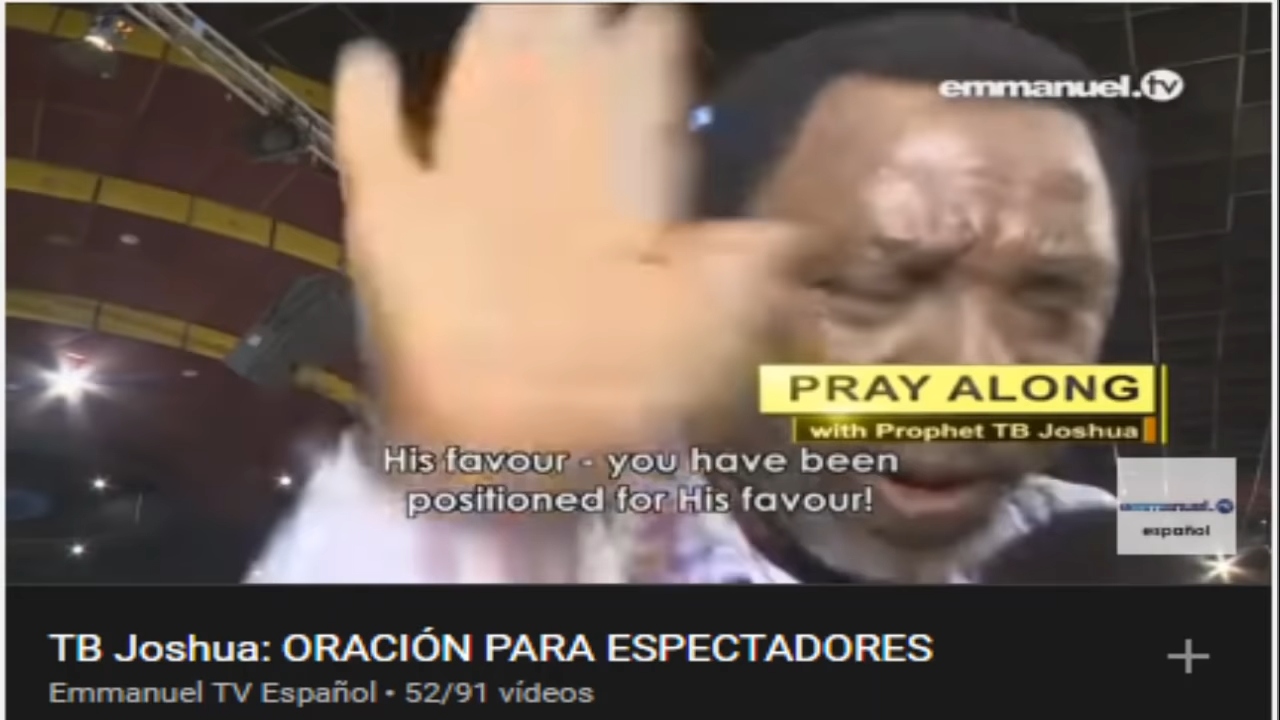 emmanuel.tv
PRAY ALONG
with Prophet TB Joshua
His favour - you have been
positioned for His favour!
emmanuel.tv
español
TB Joshua: ORACIÓN PARA ESPECTADORES
Emmanuel TV Español • 52/91 vídeos